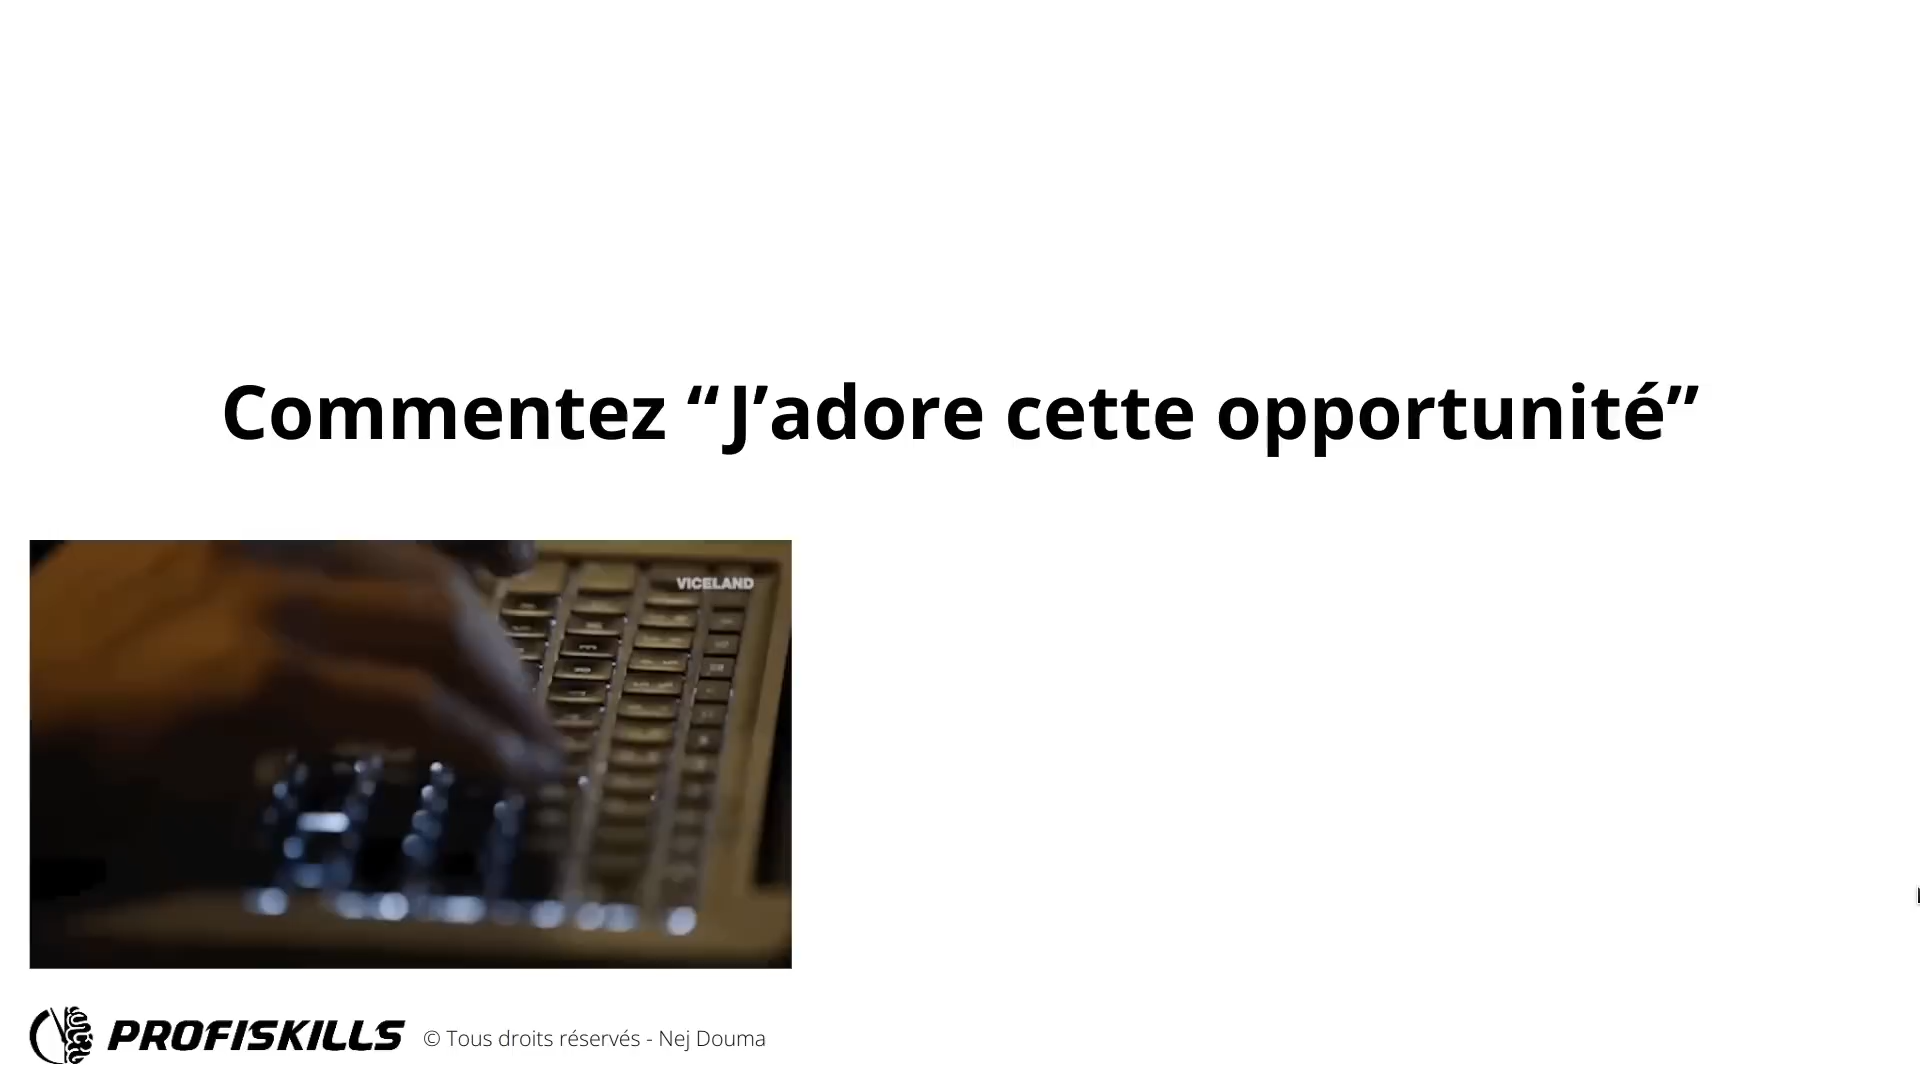 Commentez “J’adore cette opportunité”
VICELAND
PROFISKILLS © Tous droits réservés - Nej Douma